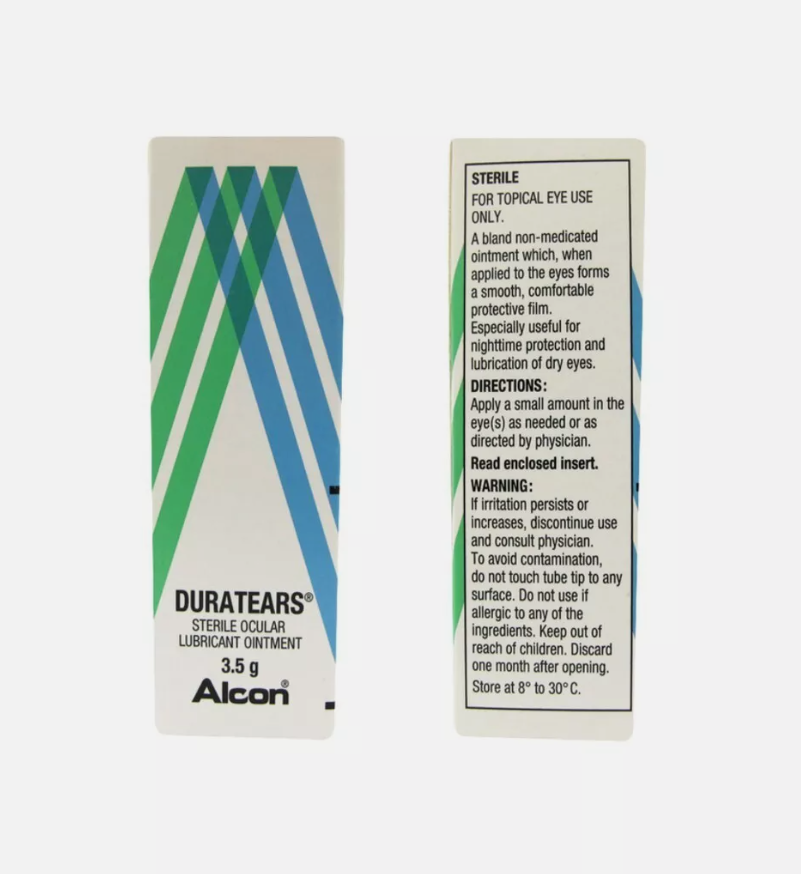 DURATEARS®
STERILE OCULAR
LUBRICANT OINTMENT
3.5 g
Alcon®
STERILE
FOR TOPICAL EYE USE
ONLY.
A bland non-medicated
ointment which, when
applied to the eyes forms
a smooth, comfortable
protective film.
Especially useful for
nighttime protection and
lubrication of dry eyes.
DIRECTIONS:
Apply a small amount in the
eye(s) as needed or as
directed by physician.
Read enclosed insert.
WARNING:
If irritation persists or
increases, discontinue use
and consult physician.
To avoid contamination,
do not touch tube tip to any
surface. Do not use if
allergic to any of the
ingredients. Keep out of
reach of children. Discard
one month after opening.
Store at 8° to 30°C.